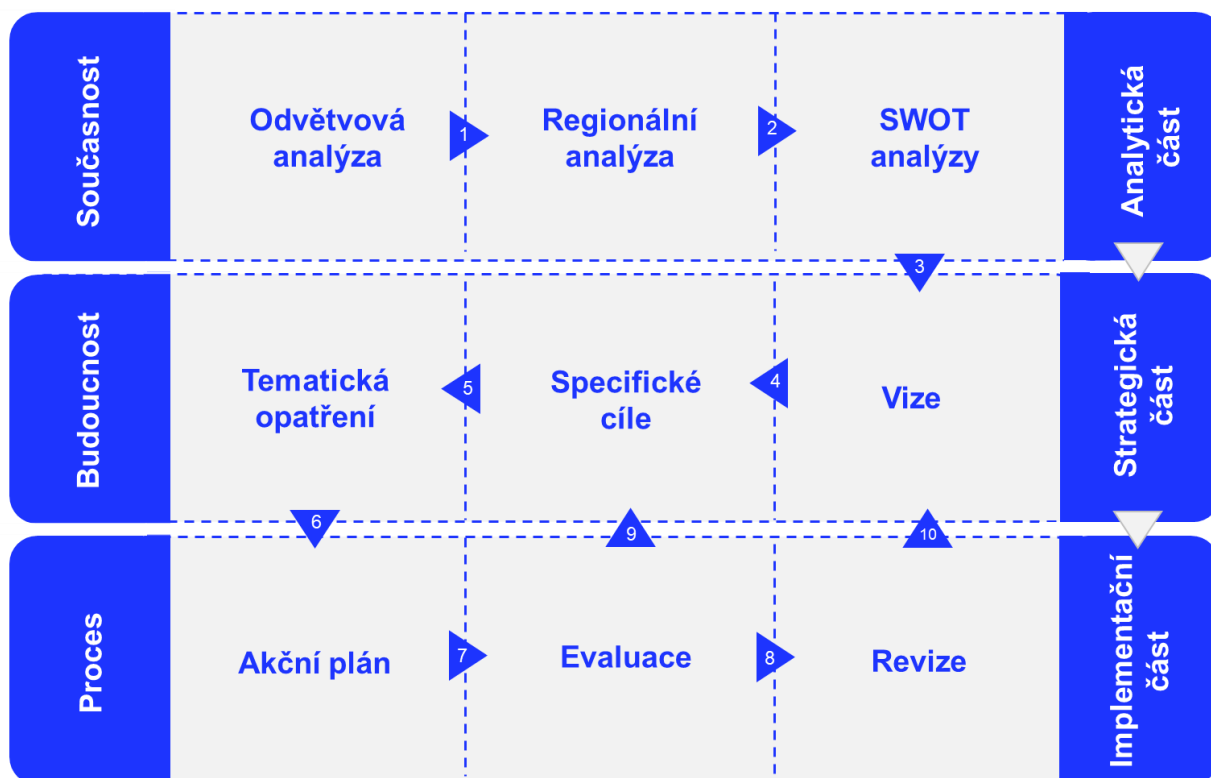 Současnost
Odvětvová
analýza
1
Regionální
analýza
2
SWOT
analýzy
Analytická
část
3
Budoucnost
Tematická
opatření
5
Specifické
cíle
4
Vize
Strategická
část
6
9
10
Proces
Akční plán
7
Evaluace
8
Revize
Implementační
část